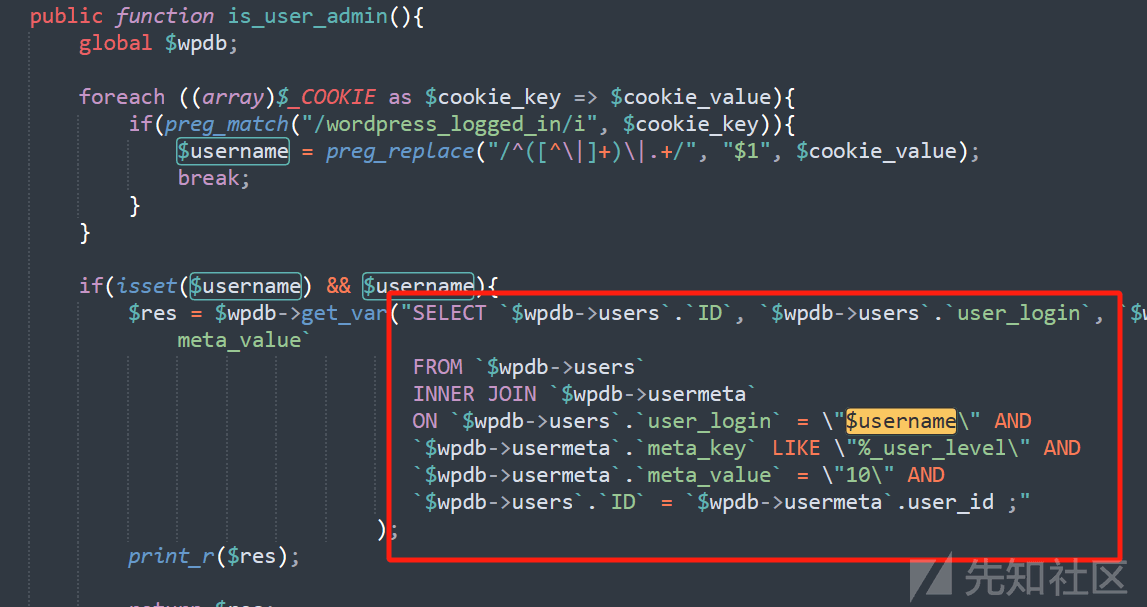 public function is_user_admin(){
global $wpdb;
foreach ((array)$_COOKIE as $cookie_key => $cookie_value){
if(preg_match("/wordpress_logged_in/i", $cookie_key)){
$username = preg_replace("/^([^\|]+)\|.+/", "$1", $cookie_value);
break;
}
}
if(isset($username) && $username){
$res = $wpdb->get_var("SELECT `$wpdb->users`.`ID`, `$wpdb->users`.`user_login`, `$w
meta_value`
FROM `$wpdb->users`
INNER JOIN `$wpdb->usermeta`
ON `$wpdb->users`.`user_login` = \"$username\" AND
`$wpdb->usermeta`.`meta_key` LIKE \"%_user_level\" AND
`$wpdb->usermeta`.`meta_value` = \"10\" AND
`$wpdb->users`.`ID` = `$wpdb->usermeta`.user_id ;"
);
print_r($res);
return $res;
先知社区